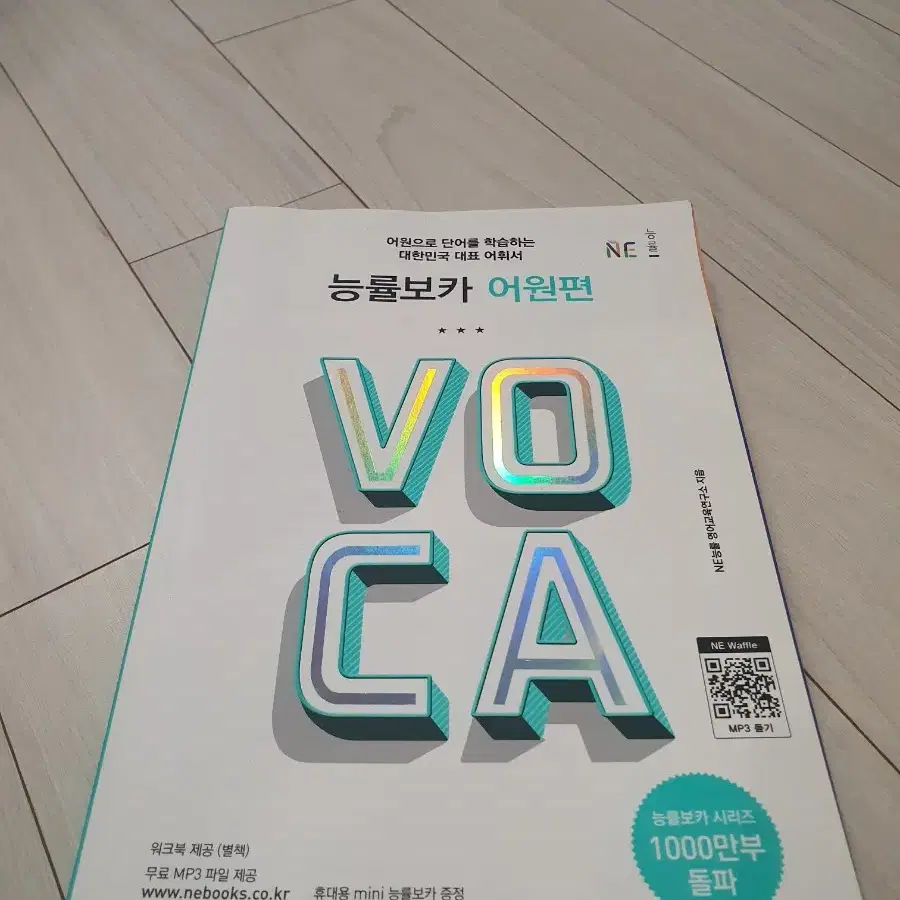 어원으로 단어를 학습하는
대한민국 대표 어휘서
NE 능률
능률보카 어원편
VO
CA
NE능률 영어교육연구소 지음
NE Waffle
MP3 듣기
능률보카 시리즈
1000만부
돌파
워크북 제공 (별책)
무료 MP3 파일 제공
www.nebooks.co.kr
휴대용 mini 능률보카 증정